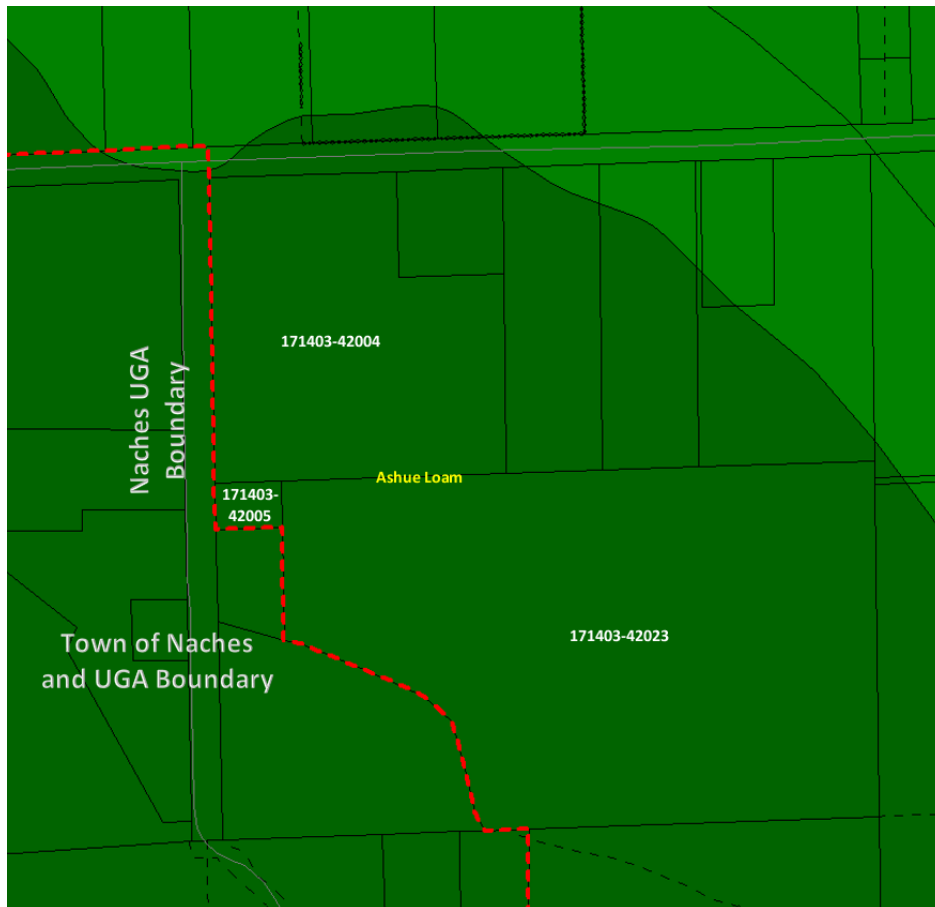 171403-42004
Naches UGA
Boundary
Ashue Loam
171403-
42005
171403-42023
Town of Naches
and UGA Boundary